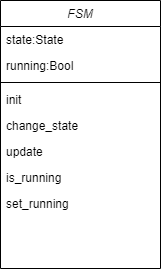 FSM
state:State
running:Bool
init
change_state
update
is_running
set_running